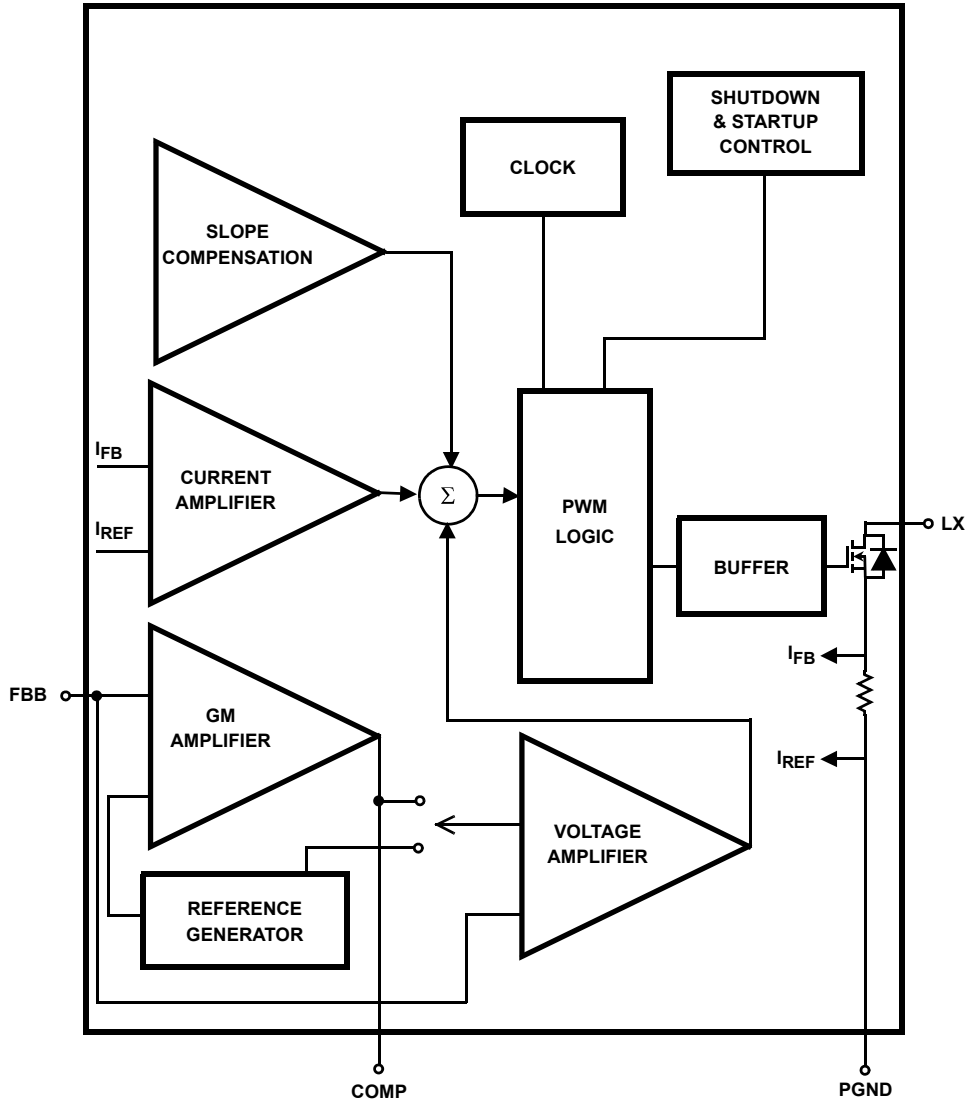 SHUTDOWN
& STARTUP
CONTROL
CLOCK
SLOPE
COMPENSATION
IFB
CURRENT
AMPLIFIER
IREF
Σ
PWM
LOGIC
LX
BUFFER
IFB
FBB
GM
AMPLIFIER
IREF
VOLTAGE
AMPLIFIER
REFERENCE
GENERATOR
COMP
PGND